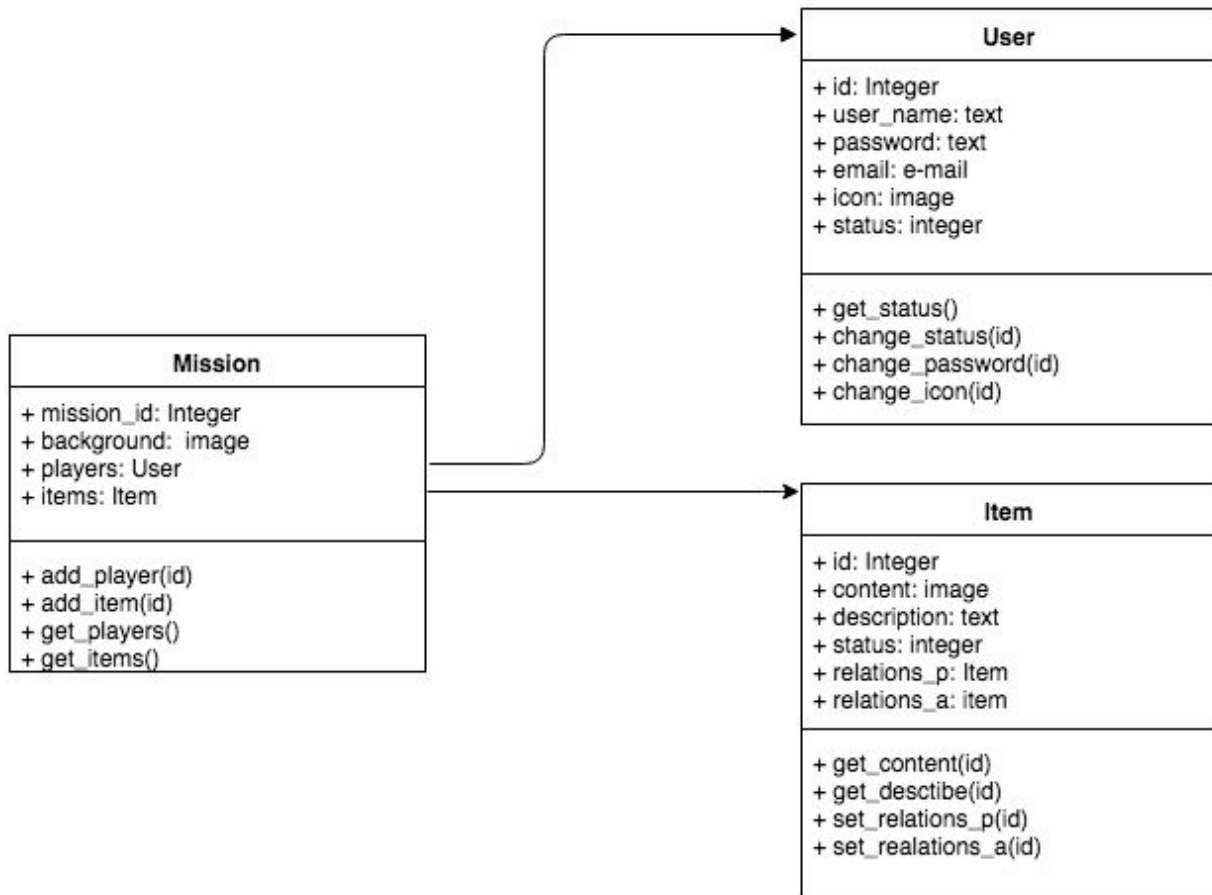 User
+ id: Integer
+ user_name: text
+ password: text
+ email: e-mail
+ icon: image
+ status: integer
+ get_status()
+ change_status(id)
+ change_password(id)
+ change_icon(id)
Mission
+ mission_id: Integer
+ background: image
+ players: User
+ items: Item
+ add_player(id)
+ add_item(id)
+ get_players()
+ get_items()
Item
+ id: Integer
+ content: image
+ description: text
+ status: integer
+ relations_p: Item
+ relations_a: item
+ get_content(id)
+ get_desctibe(id)
+ set_relations_p(id)
+ set_realations_a(id)